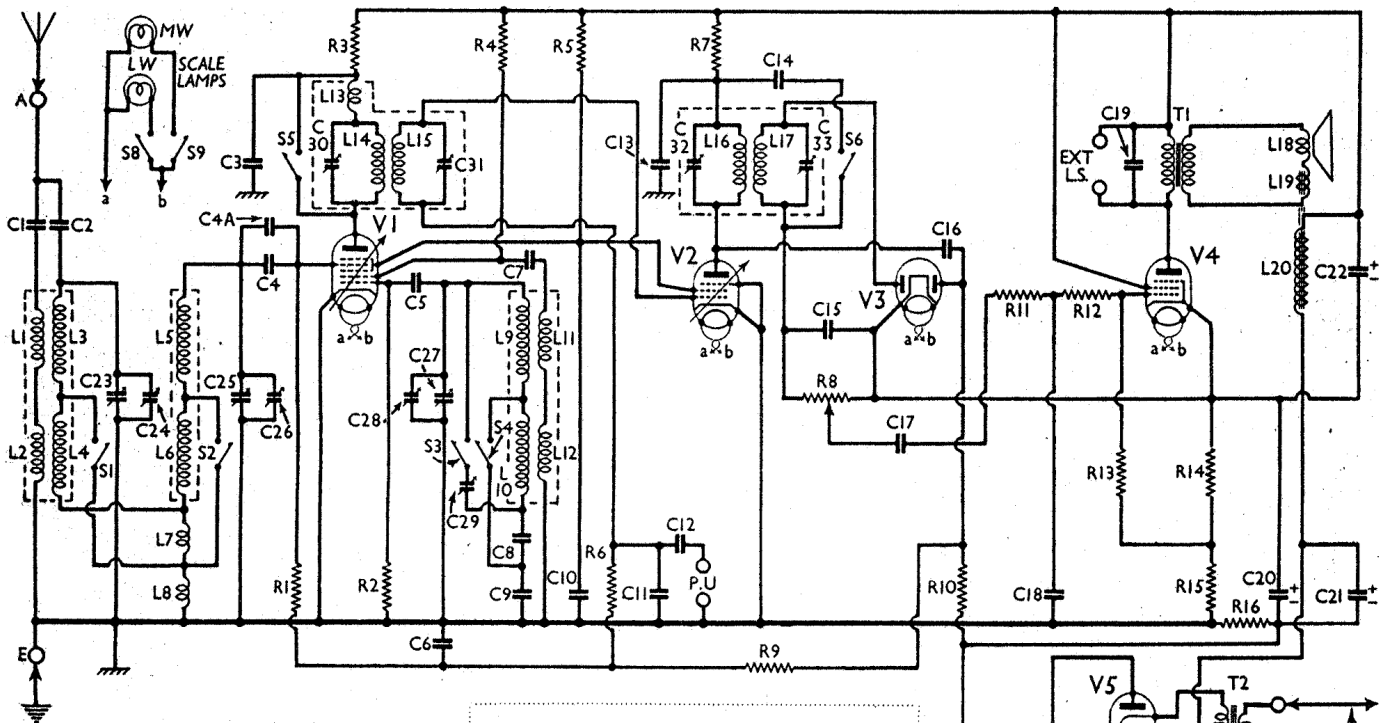 MW
LW
SCALE
LAMPS
A
S8
S9
a
b
C1
C2
R3
R4
R5
R7
C14
L13
C
30
L14
L15
C31
S5
C3
C4A
C4
V1
C5
C7
a
b
C13
C
32
L16
L17
C
33
S6
V2
a
b
C16
V3
a
b
C15
C19
T1
EXT
L.S.
L18
L19
V4
a
b
L20
C22
+
-
L1
L3
L5
C23
C24
C25
C26
C27
C28
L9
L11
R8
C17
R11
R12
L2
L4
S1
L6
S2
S3
S4
C29
L
10
L12
R13
R14
L7
L8
R1
R2
C8
C9
C10
R6
C11
C12
P.U
R10
C18
R15
R16
C20
+
-
C21
+
-
E
C6
R9
V5
T2